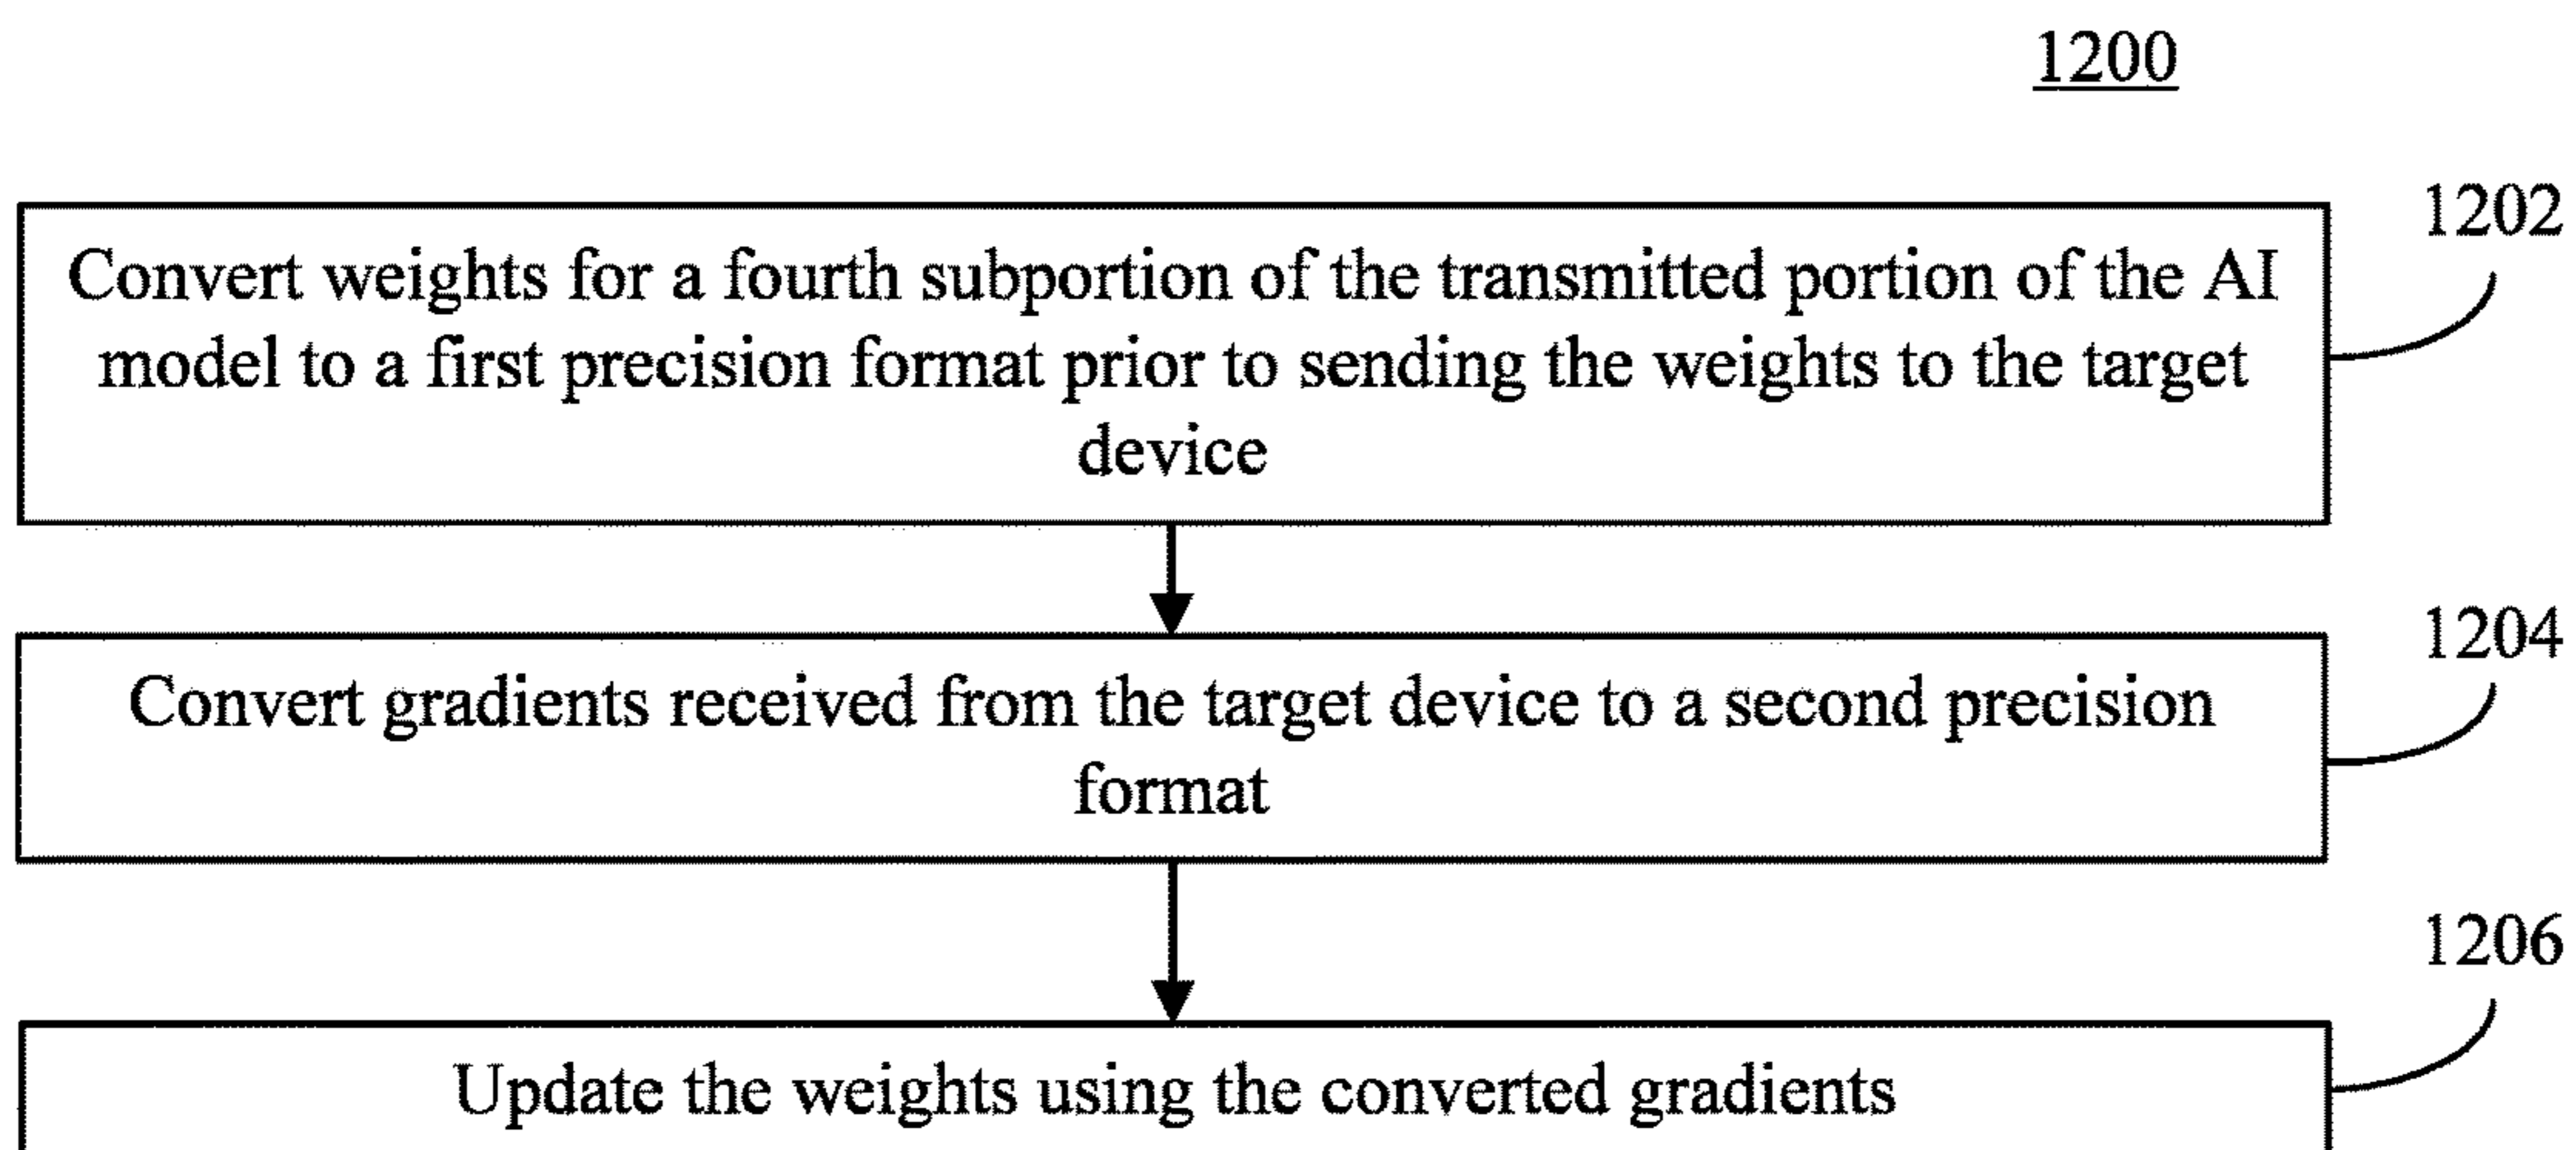 1200
1202
Convert weights for a fourth subportion of the transmitted portion of the AI
model to a first precision format prior to sending the weights to the target
device
1204
Convert gradients received from the target device to a second precision
format
1206
Update the weights using the converted gradients